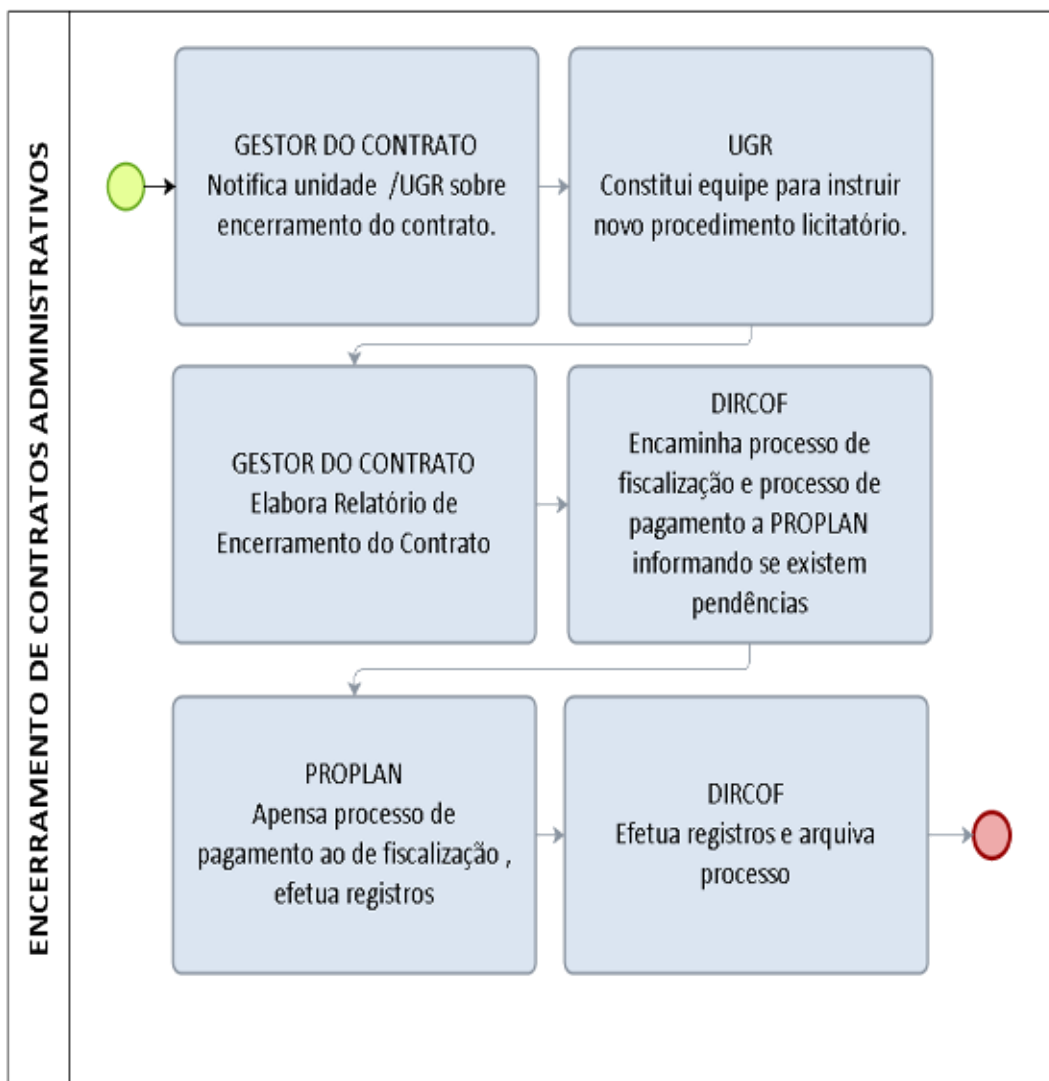 ENCERRAMENTO DE CONTRATOS ADMINISTRATIVOS
GESTOR DO CONTRATO
Notifica unidade /UGR sobre
encerramento do contrato.
UGR
Constitui equipe para instruir
novo procedimento licitatório.
GESTOR DO CONTRATO
Elabora Relatório de
Encerramento do Contrato
DIRCOF
Encaminha processo de
fiscalização e processo de
pagamento a PROPLAN
informando se existem
pendências
PROPLAN
Apensa processo de
pagamento ao de fiscalização ,
efetua registros
DIRCOF
Efetua registros e arquiva
processo